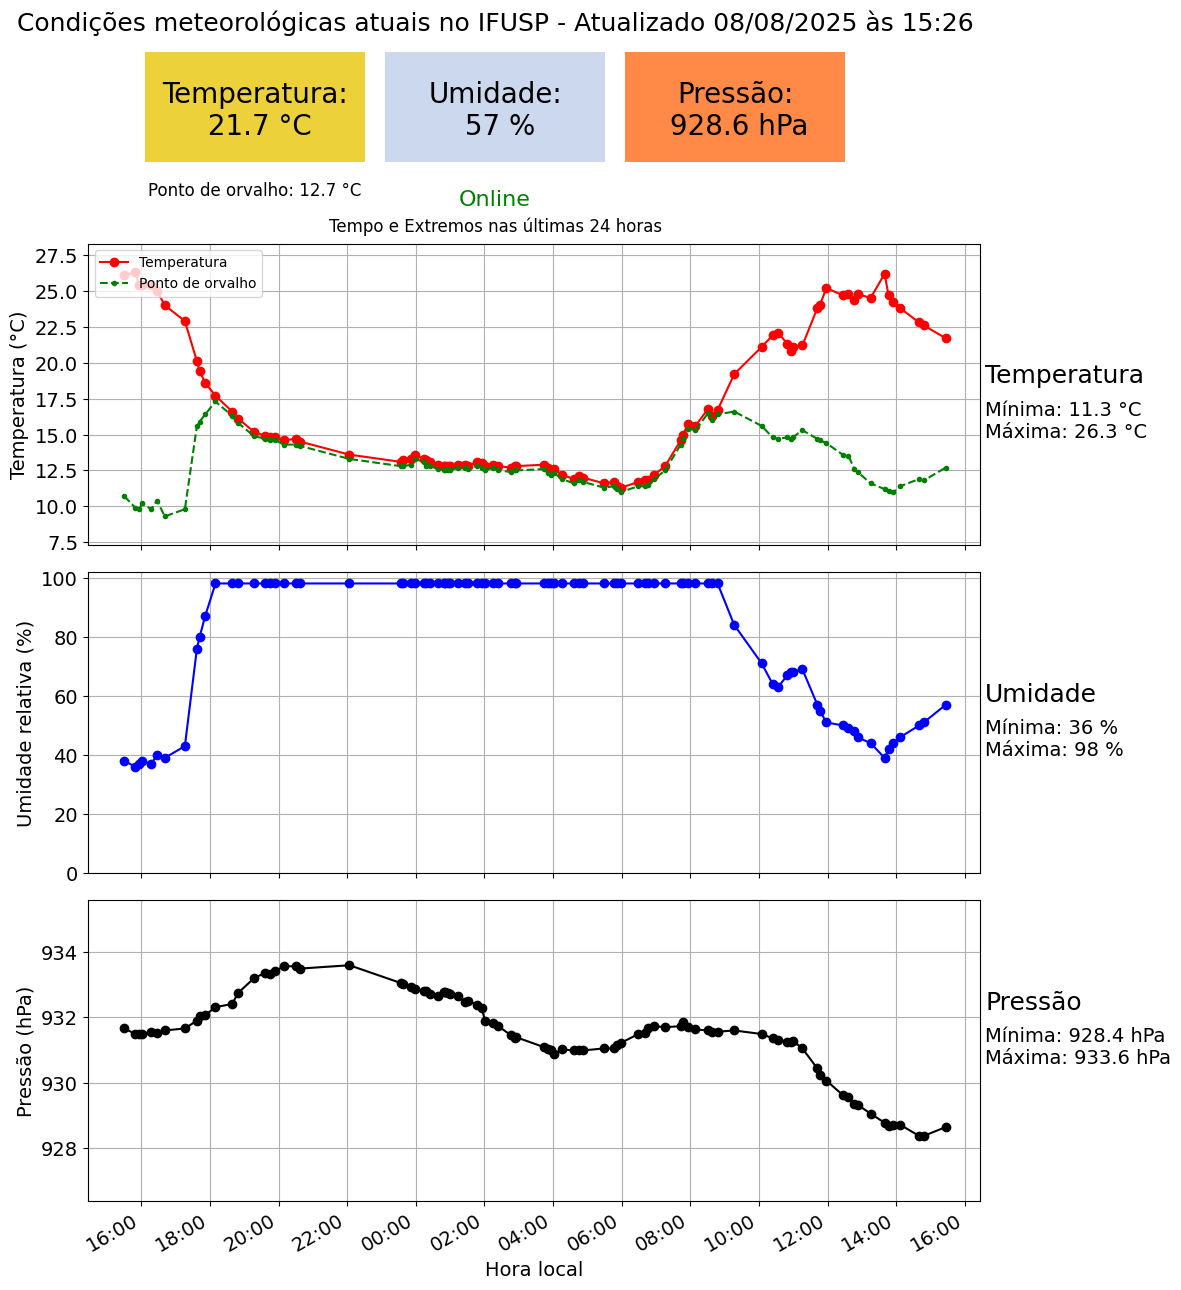 Condições meteorológicas atuais no IFUSP - Atualizado 08/08/2025 às 15:26
Temperatura:
21.7 °C
Umidade:
57 %
Pressão:
928.6 hPa
Ponto de orvalho: 12.7 °C
Online
Tempo e Extremos nas últimas 24 horas
Temperatura
Ponto de orvalho
Temperatura (°C)
27.5
25.0
22.5
20.0
17.5
15.0
12.5
10.0
7.5
Temperatura
Mínima: 11.3 °C
Máxima: 26.3 °C
Umidade relativa (%)
100
80
60
40
20
0
Umidade
Mínima: 36 %
Máxima: 98 %
Pressão (hPa)
934
932
930
928
Pressão
Mínima: 928.4 hPa
Máxima: 933.6 hPa
16:00 18:00 20:00 22:00 00:00 02:00 04:00 06:00 08:00 10:00 12:00 14:00 16:00
Hora local